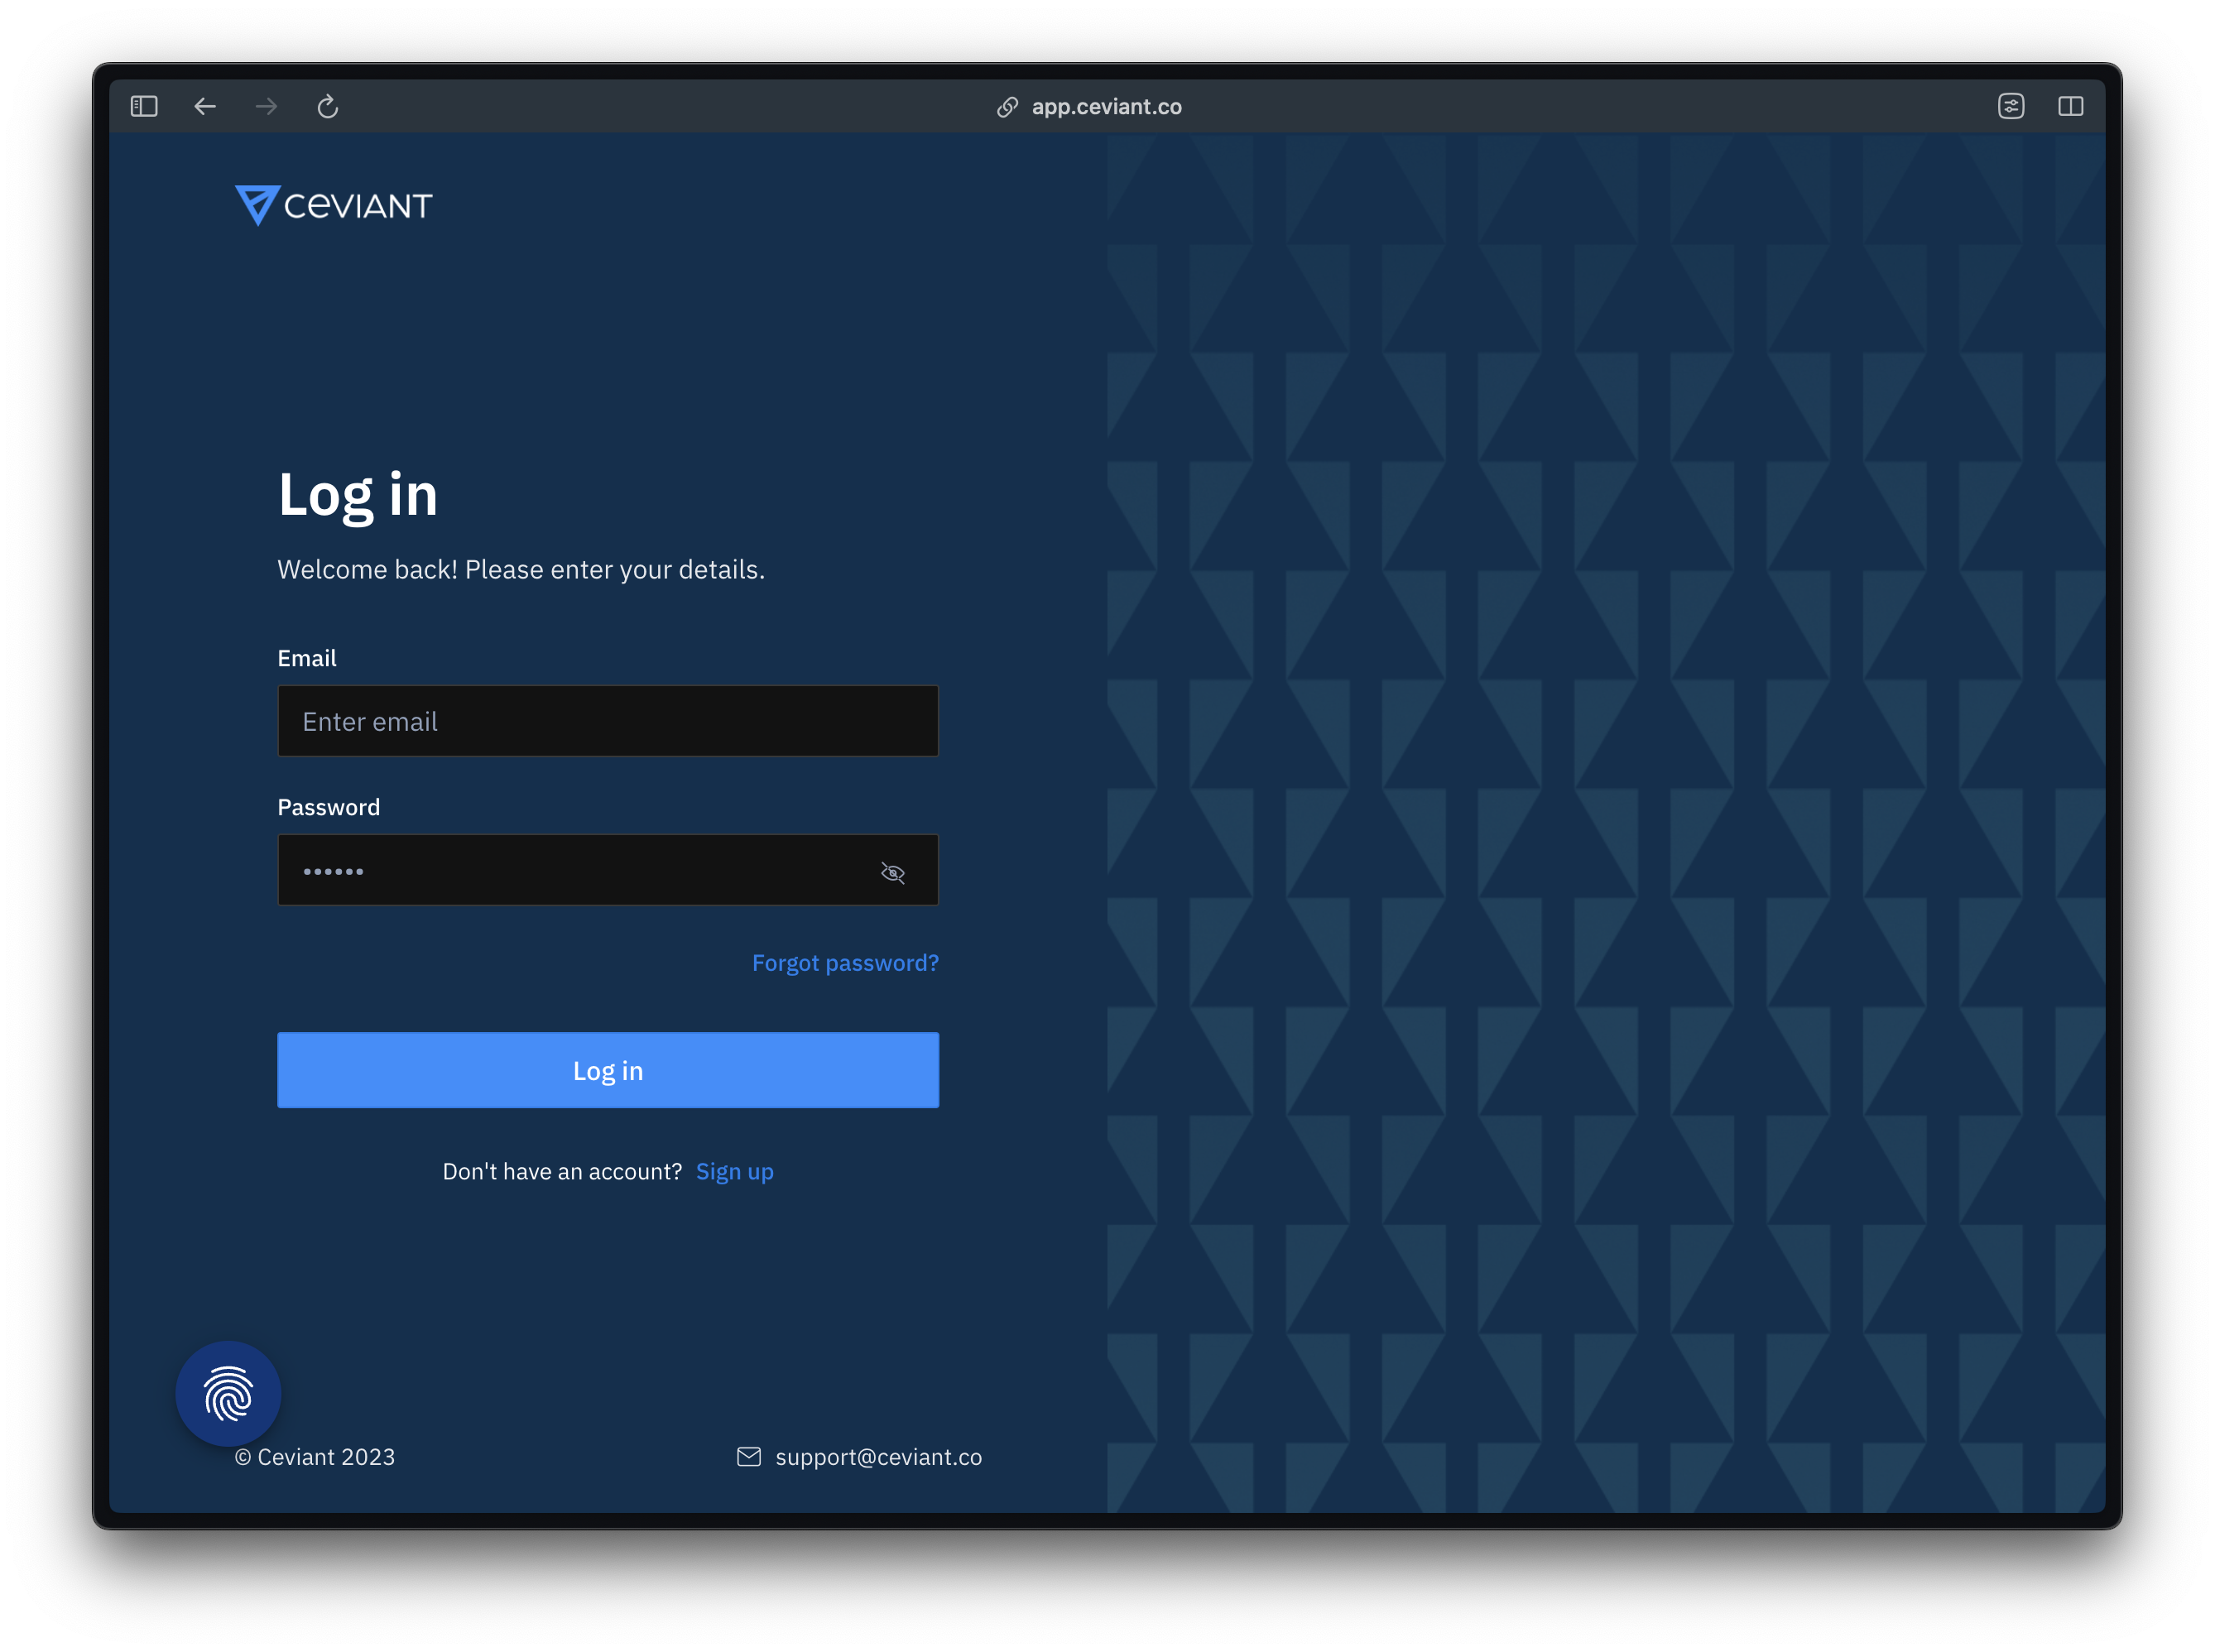 app.ceviant.co
CEVIANT
Log in
Welcome back! Please enter your details.
Email
Enter email
Password
••••••
Forgot password?
Log in
Don't have an account? Sign up
© Ceviant 2023
support@ceviant.co